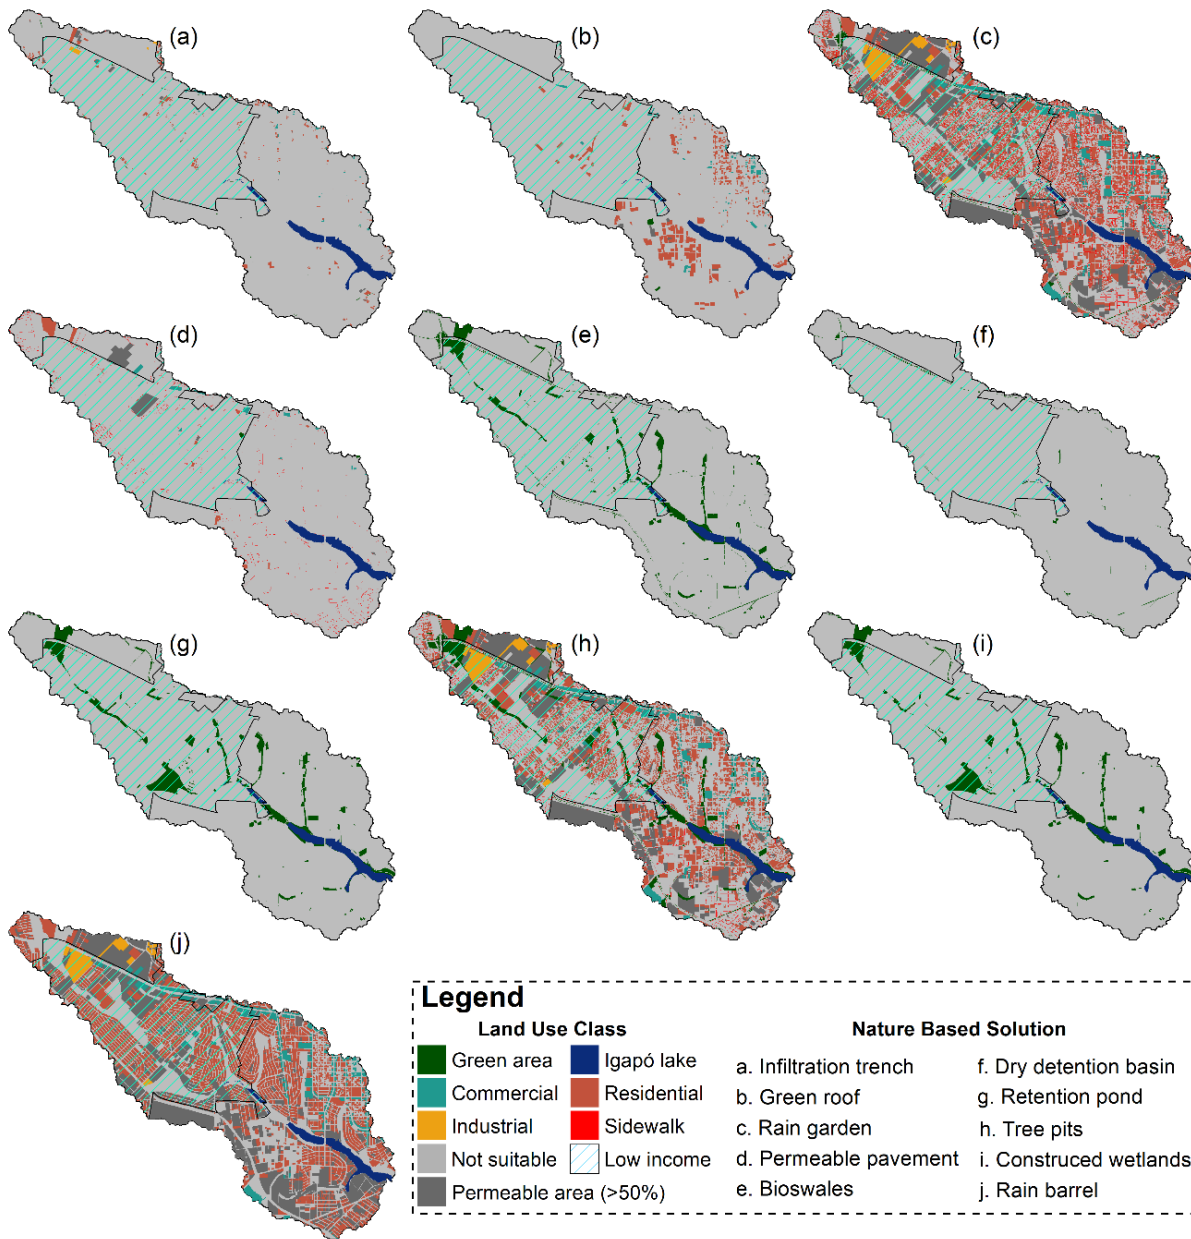 (a)
(b)
(c)
(d)
(e)
(f)
(g)
(h)
(i)
(j)
Legend
Land Use Class
Green area
Igapó lake
Commercial
Residential
Industrial
Sidewalk
Not suitable
Low income
Permeable area (>50%)
Nature Based Solution
a. Infiltration trench
b. Green roof
c. Rain garden
d. Permeable pavement
e. Bioswales
f. Dry detention basin
g. Retention pond
h. Tree pits
i. Construced wetlands
j. Rain barrel